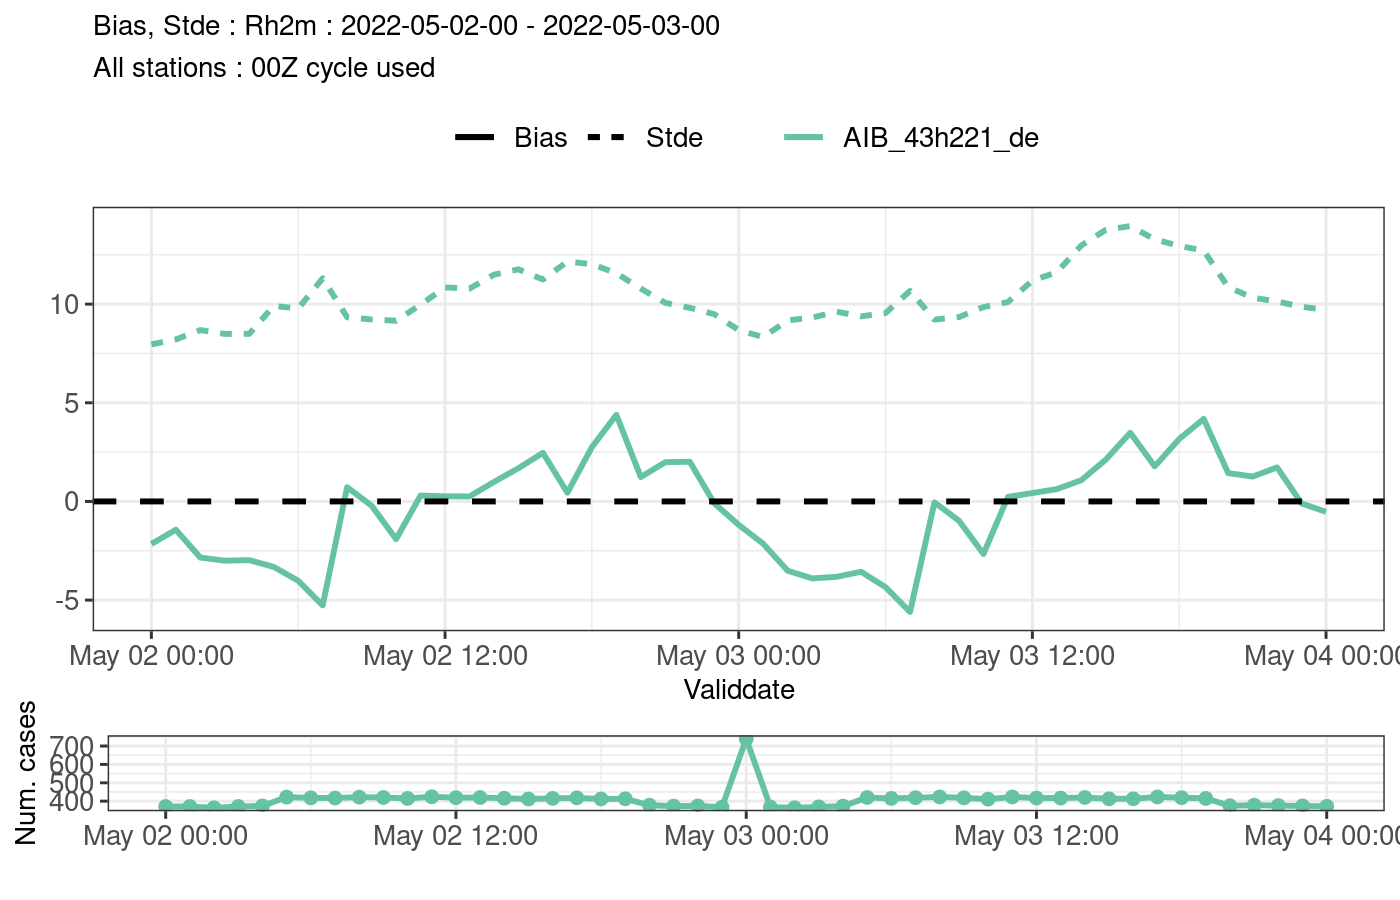 Bias, Stde : Rh2m : 2022-05-02-00 - 2022-05-03-00
All stations : 00Z cycle used
Bias Stde AIB_43h221_de
10
5
0
-5
May 02 00:00 May 02 12:00 May 03 00:00 May 03 12:00 May 04 00:00
Validdate
Num. cases
700
600
500
400
May 02 00:00 May 02 12:00 May 03 00:00 May 03 12:00 May 04 00:00